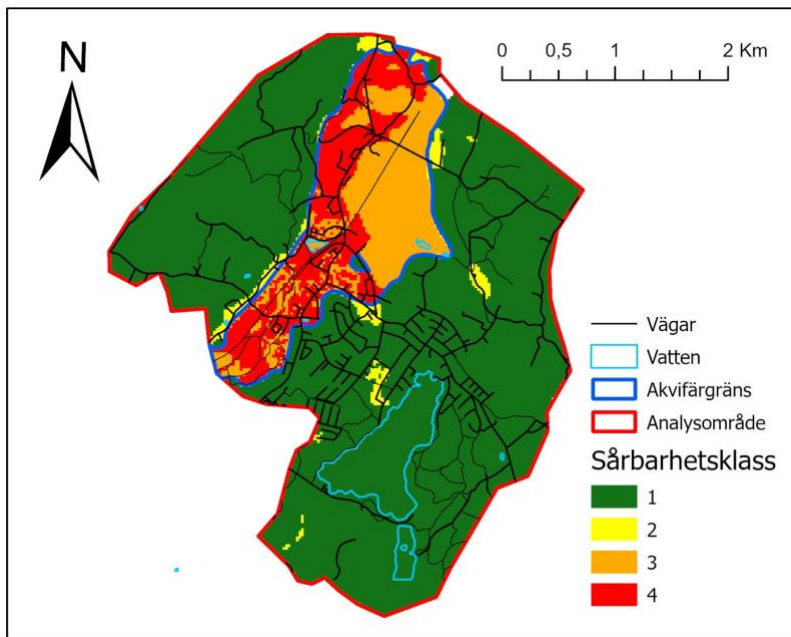 N
0 0,5 1 2 Km
Vägar
Vatten
Akvifärgräns
Analysområde
Sårbarhetsklass
1
2
3
4